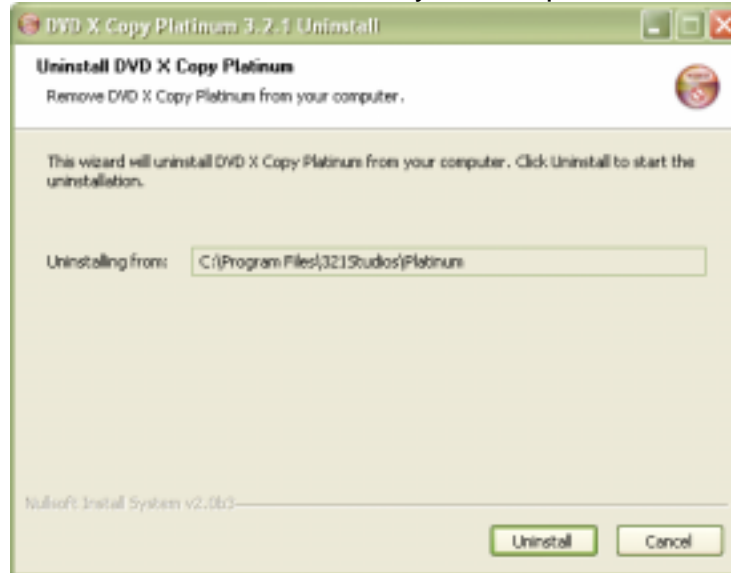 DVD X Copy Platinum 3.2.1 Uninstall
Uninstall DVD X Copy Platinum
Remove DVD X Copy Platinum from your computer.
This wizard will uninstall DVD X Copy Platinum from your computer. Click Uninstall to start the
uninstallation.
Uninstalling from: C:\Program Files\321Studios\Platinum
Nullsoft Install System v2.0b3
Uninstall Cancel